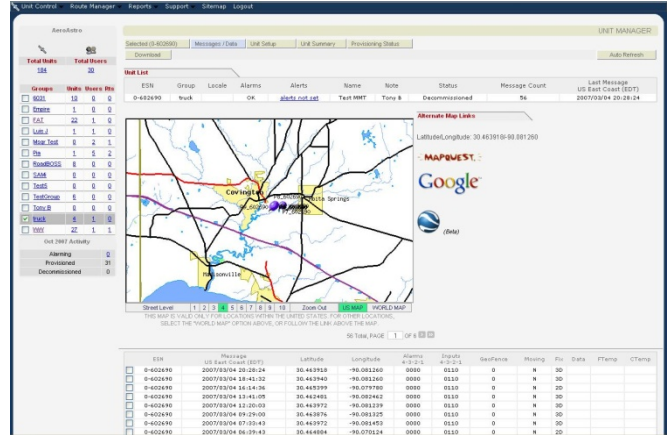 Unit Control Route Manager Reports Support Sitemap Logout
AeroAstro
UNIT MANAGER
Selected (0-602690) Messages / Data Unit Setup Unit Summary Provisioning Status
Download Auto Refresh
Total Units Total Users
184 30
Unit List
ESN Group Locale Alarms Alerts Name Note Status Message Count Last Message US East Coast (EDT)
0-602690 truck OK alerts not set Test MMT Tony B Decommissioned 56 2007/03/04 20:28:24
Groups Units Users Rts
6031 10 0 0
Empire 1 0 0
FAT 22 1 0
Luis J 1 1 0
Moar Test 0 2 1
Pie 1 5 2
RoadBOSS 8 0 0
SAMi 0 0 0
Test5 0 0 0
TestGroup 6 0 0
Tony B 0 0 0
truck 4 1 0
27 1 1
Oct 2007 Activity
Alarming 0
Provisioned 31
Decommissioned 0
Alternate Map Links
Latitude/Longitude: 30.463918/-90.081260
MAPQUEST.
Google
(Beta)
Covington
Abita Springs
Madisonville
Street Level 1 2 3 4 5 6 7 8 9 10 Zoom Out US MAP WORLD MAP
THIS MAP IS VALID ONLY FOR LOCATIONS WITHIN THE UNITED STATES. FOR OTHER LOCATIONS,
SELECT THE "WORLD MAP" OPTION ABOVE, OR FOLLOW THE LINK ABOVE THE MAP.
56 Total, PAGE 1 OF 6
ESN Message US East Coast (EDT) Latitude Longitude Alarms 4-3-2-1 Inputs 4-3-2-1 GeoFence Moving Fix Data FTemp CTemp
0-602690 2007/03/04 20:28:24 30.463918 -90.081260 0000 0110 0 N 3D
0-602690 2007/03/04 18:41:32 30.463940 -90.081260 0000 0110 0 N 3D
0-602690 2007/03/04 16:14:36 30.465399 -90.079780 0000 0110 0 N 2D
0-602690 2007/03/04 13:41:05 30.462481 -90.082462 0000 0110 0 N 3D
0-602690 2007/03/04 12:20:03 30.463972 -90.081239 0000 0110 0 N 3D
0-602690 2007/03/04 09:29:00 30.463876 -90.081325 0000 0110 0 N 3D
0-602690 2007/03/04 07:33:43 30.463972 -90.081453 0000 0110 0 N 3D
0-602690 2007/03/04 06:39:43 30.464884 -90.070124 0000 0110 0 N 2D